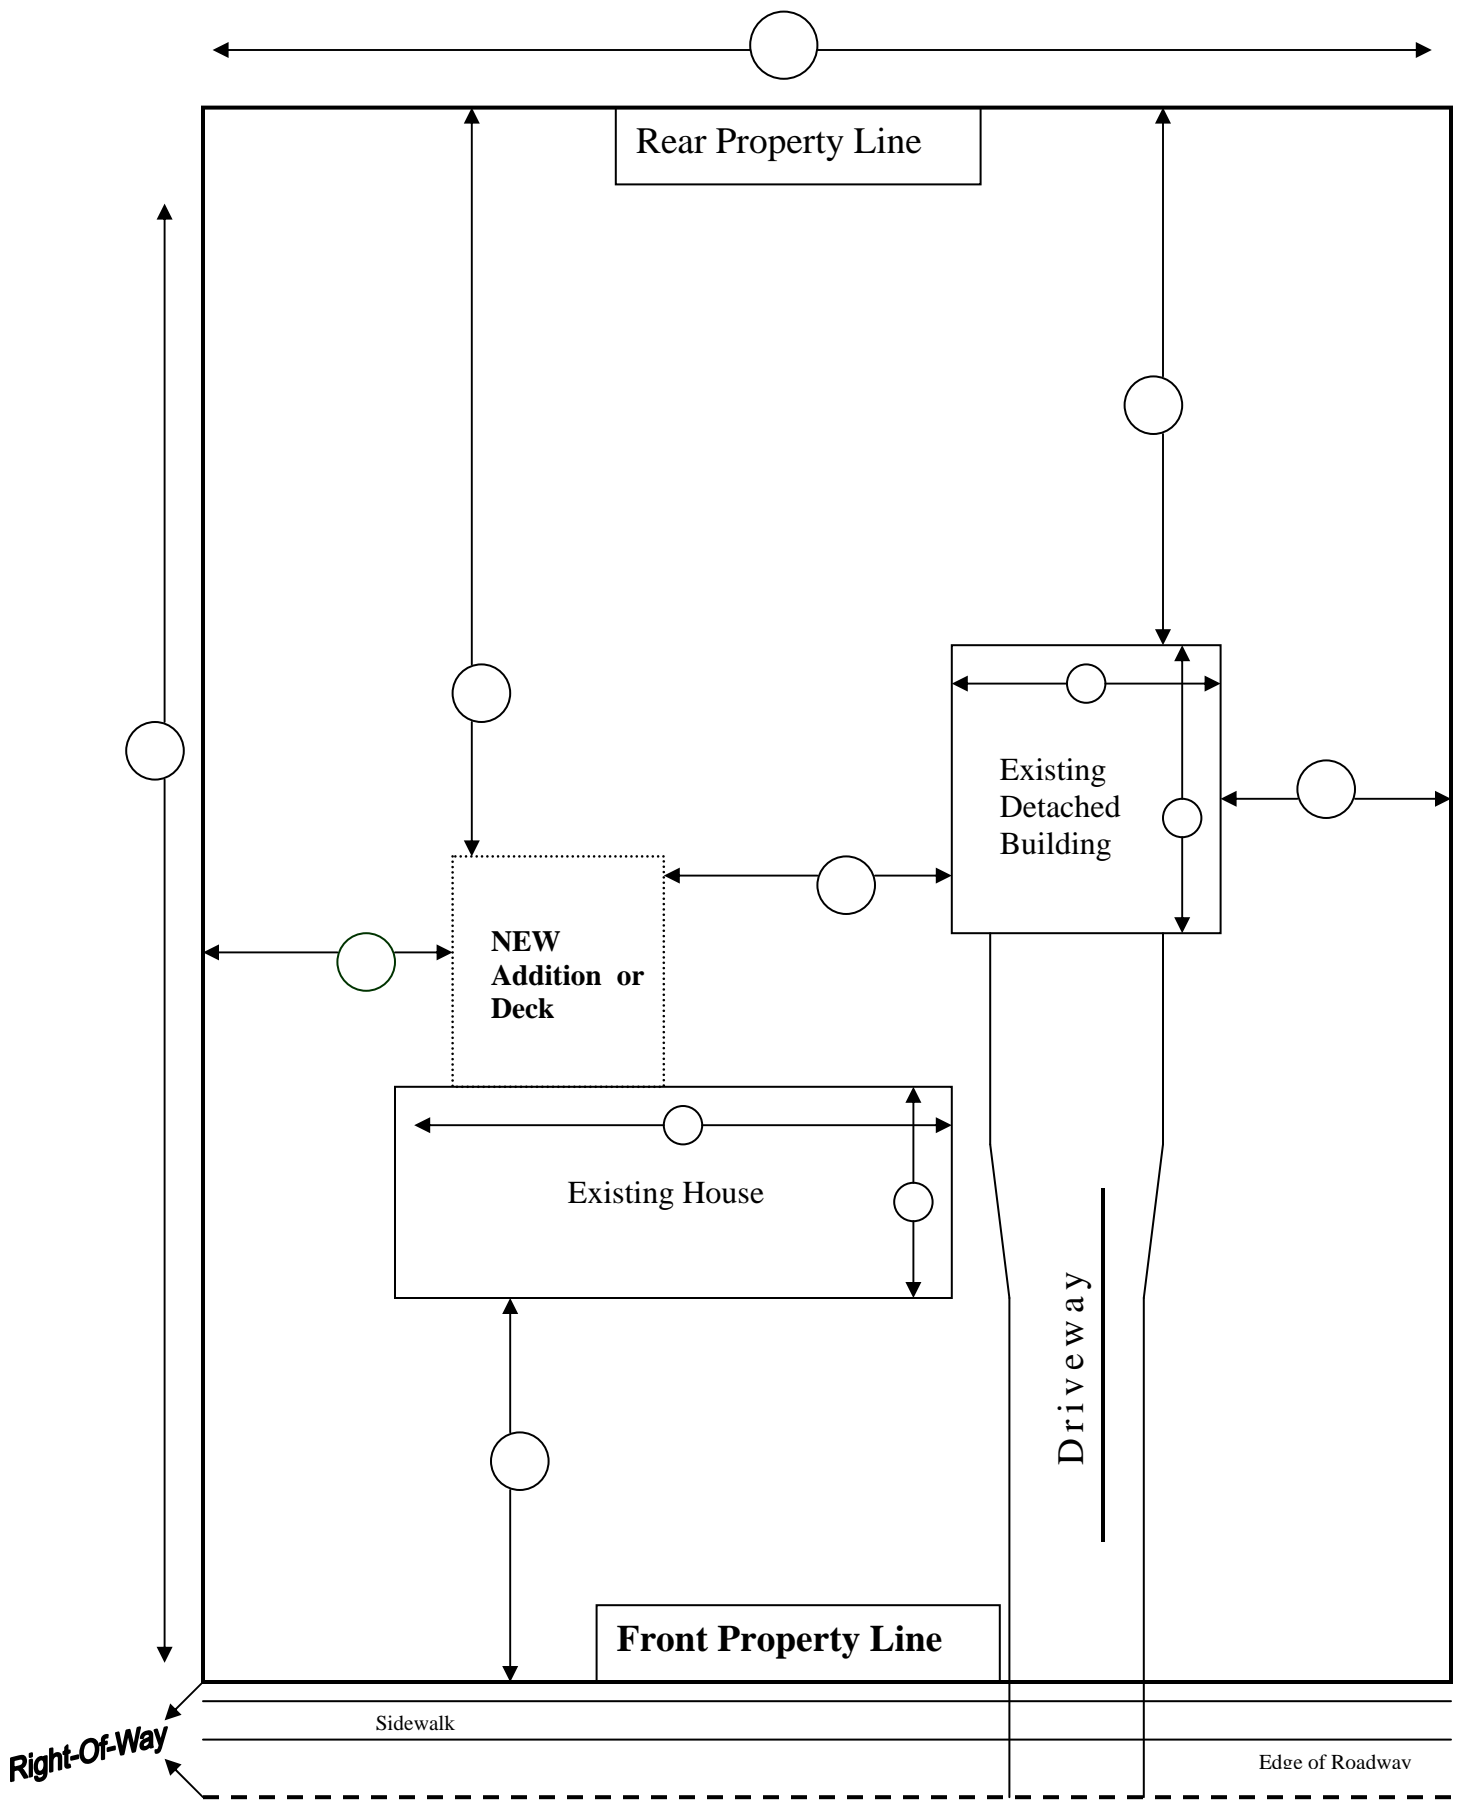 Rear Property Line
Existing
Detached
Building
NEW
Addition or
Deck
Existing House
Driveway
Front Property Line
Sidewalk
Right-Of-Way
Edge of Roadway